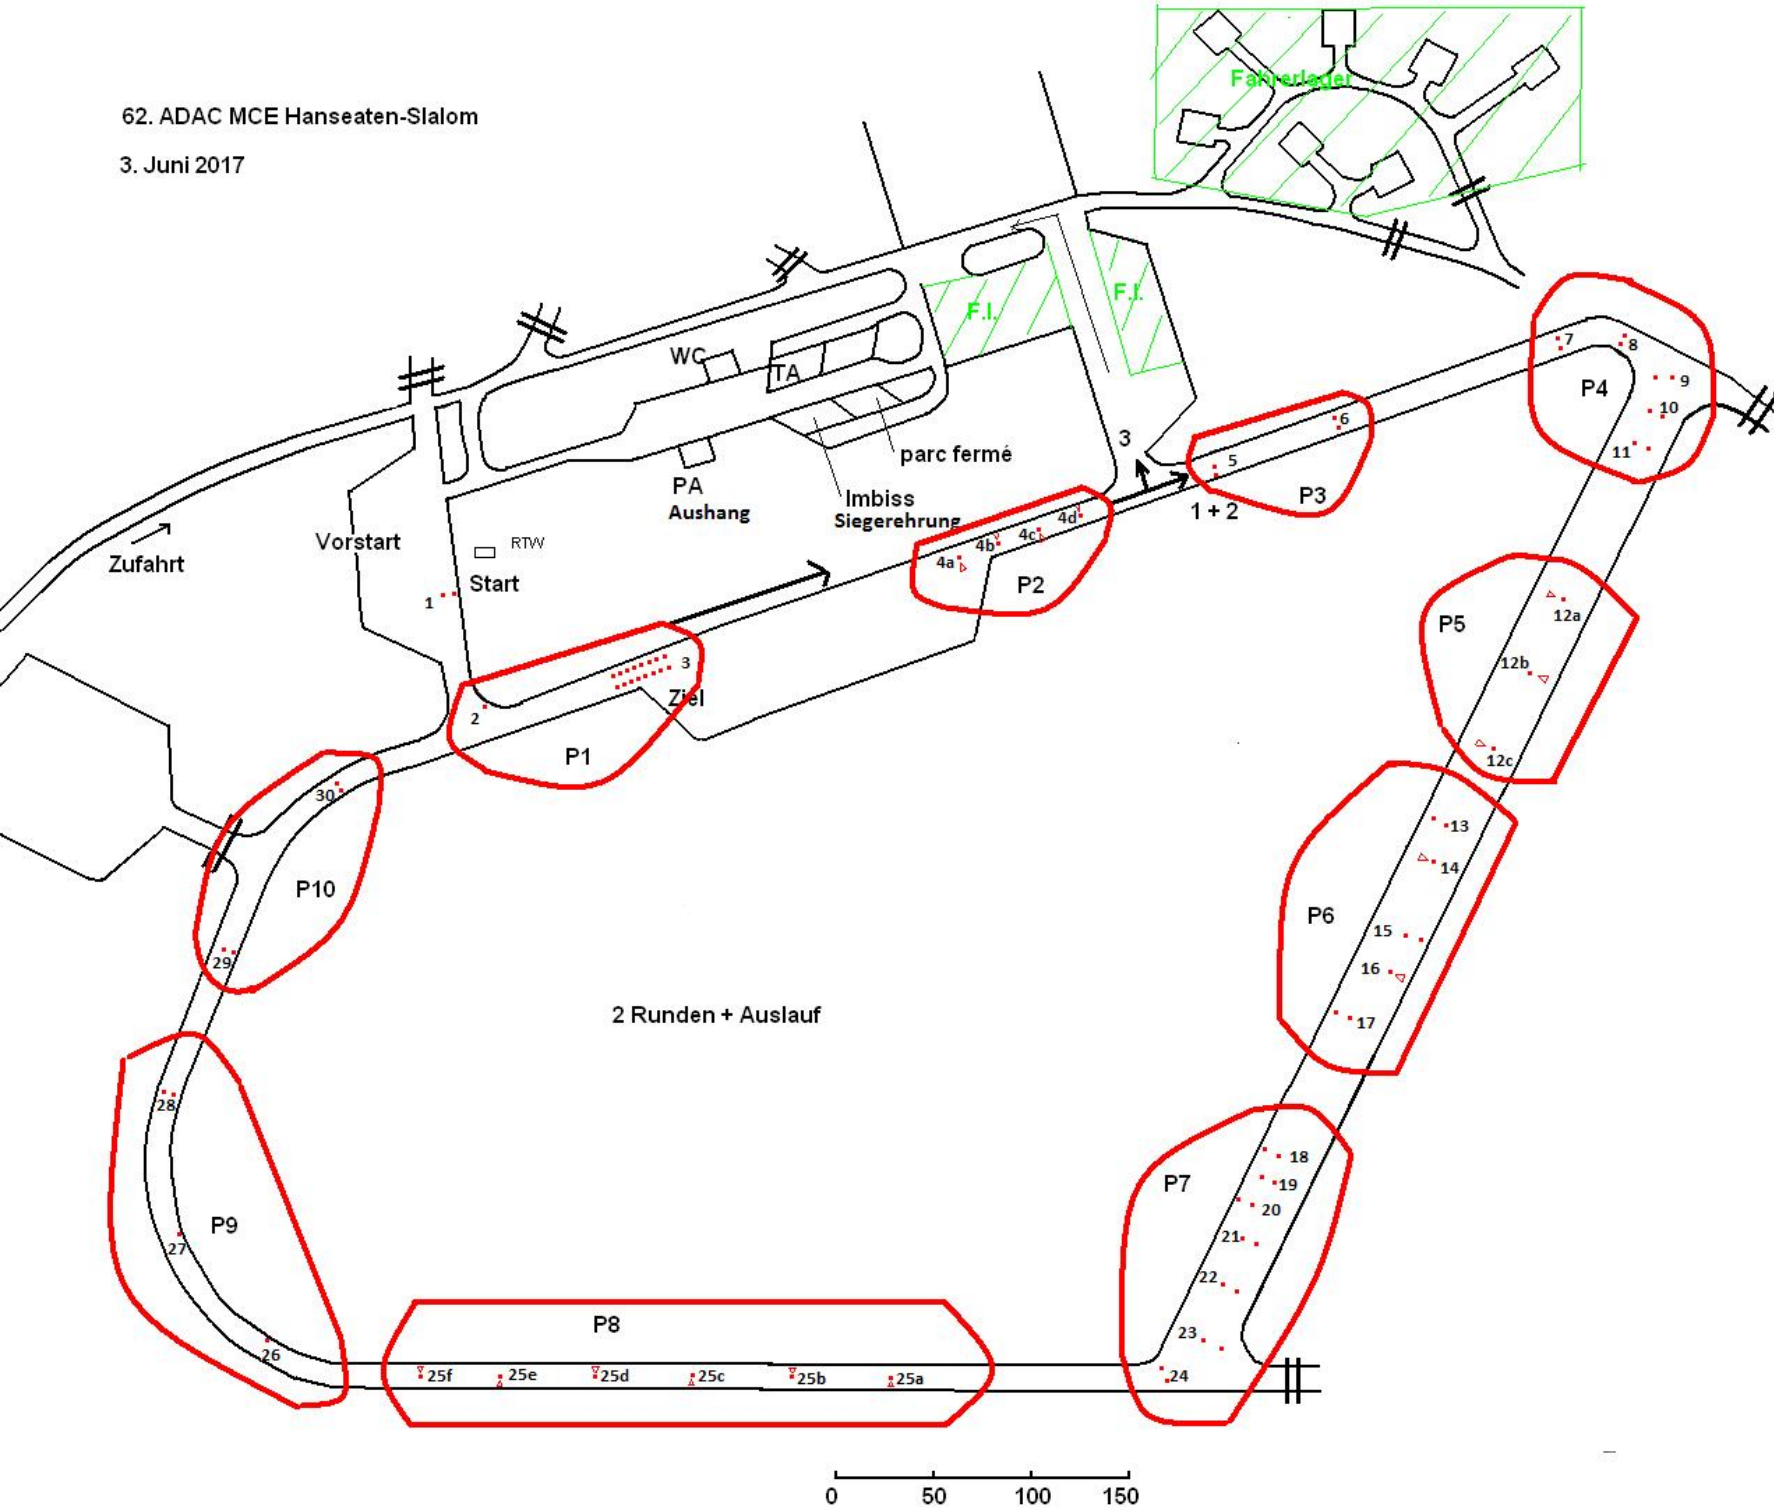 62. ADAC MCE Hanseaten-Slalom
3. Juni 2017
Fahrerlager
F.l.
F.l.
WC
TA
parc fermé
PA
Aushang
Imbiss
Siegerehrung
Zufahrt
Vorstart
RTW
Start
1
2
3
Ziel
P1
4a
4b
4c
4d
P2
3
1 + 2
5
6
P3
7
8
9
10
11
P4
P5
12a
12b
12c
P6
13
14
15
16
17
P7
18
19
20
21
22
23
24
P8
25f
25e
25d
25c
25b
25a
P9
26
27
28
P10
29
30
2 Runden + Auslauf
0 50 100 150